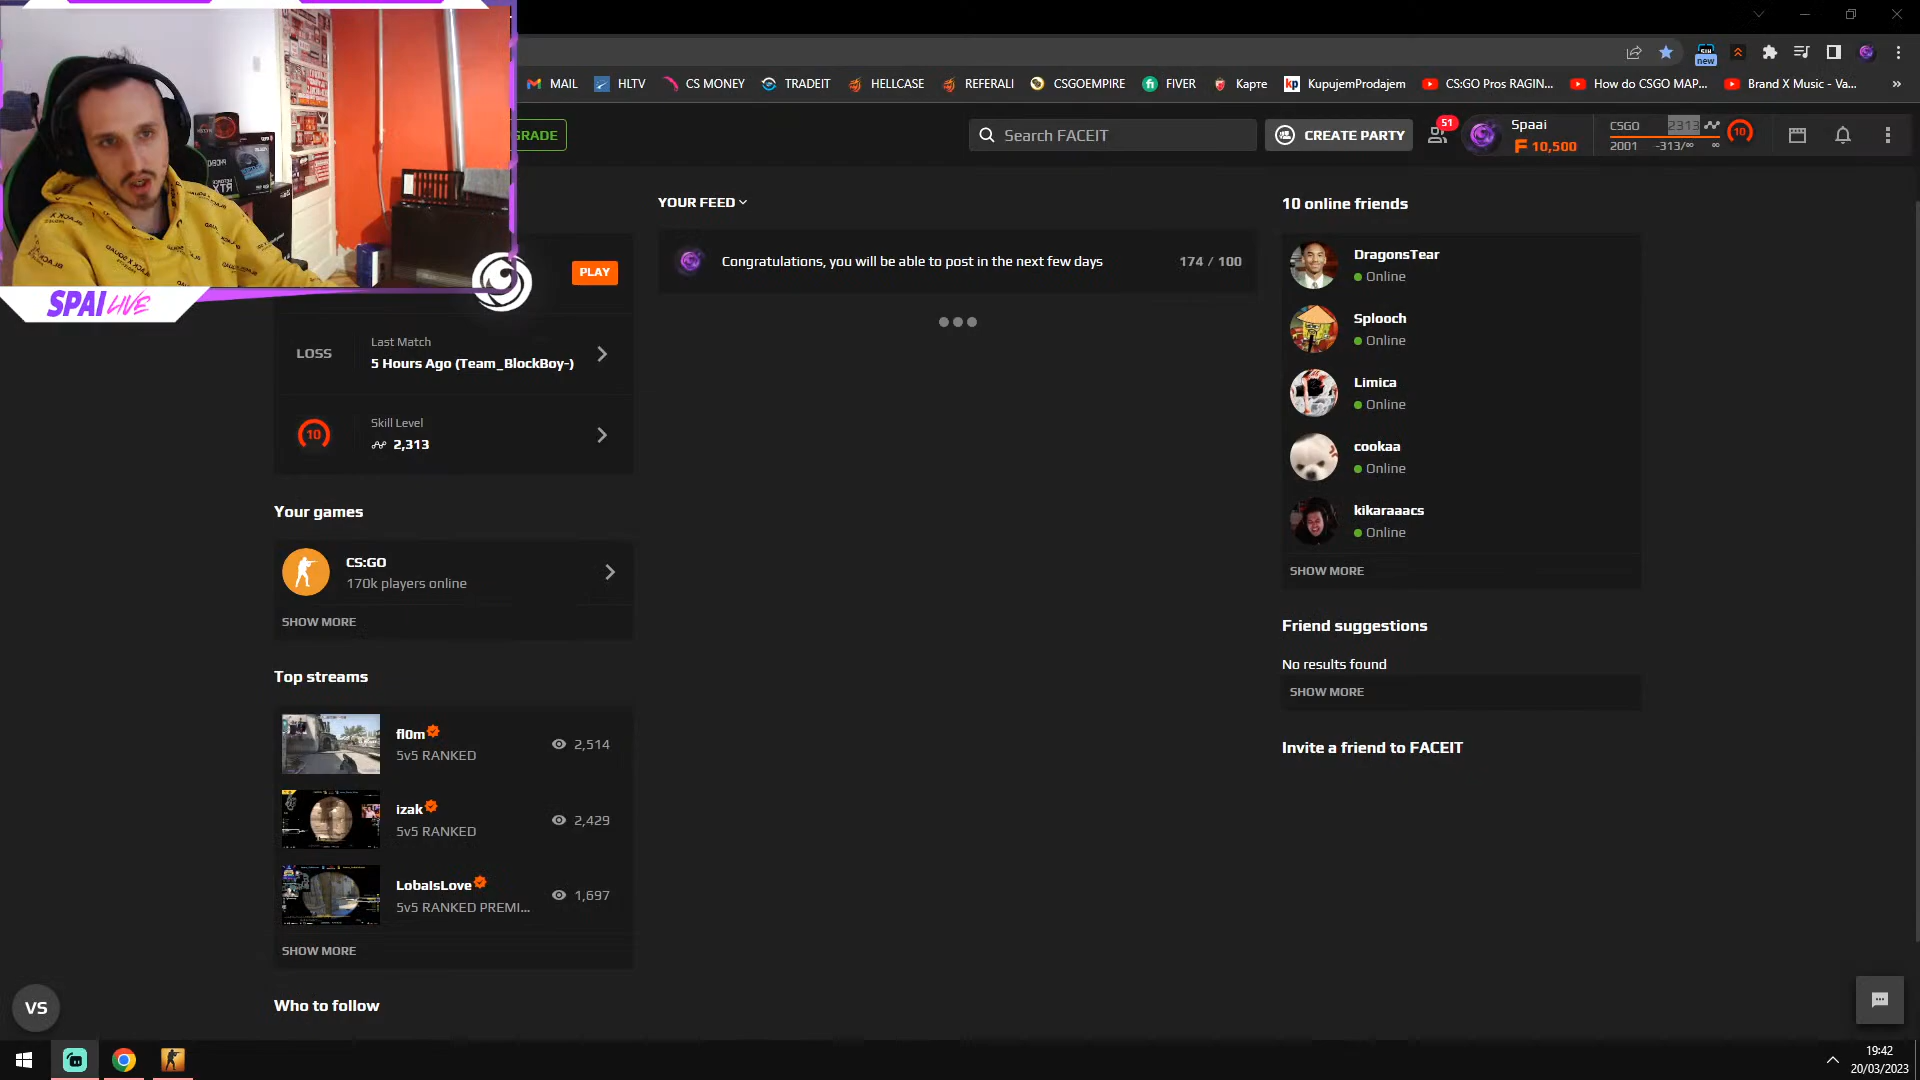 MAIL
HLTV
CS MONEY
TRADEIT
HELLCASE
REFERALI
CSGOEMPIRE
FIVER
Карте
KupujemProdajem
CS:GO Pros RAGIN...
How do CSGO MAP...
Brand X Music - Va...
»
new
GRADE
Search FACEIT
CREATE PARTY
51
Spaai
10,500
CSGO 2313
2001 -313/∞ ∞
10
SPAI LIVE
PLAY
LOSS
Last Match
5 Hours Ago (Team_BlockBoy-)
10
Skill Level
2,313
Your games
CS:GO
170k players online
SHOW MORE
Top streams
fl0m
5v5 RANKED
2,514
izak
5v5 RANKED
2,429
LobaIsLove
5v5 RANKED PREMI...
1,697
SHOW MORE
Who to follow
YOUR FEED
Congratulations, you will be able to post in the next few days
174 / 100
10 online friends
DragonsTear
Online
Splooch
Online
Limica
Online
cookaa
Online
kikaraaacs
Online
SHOW MORE
Friend suggestions
No results found
SHOW MORE
Invite a friend to FACEIT
VS
19:42
20/03/2023